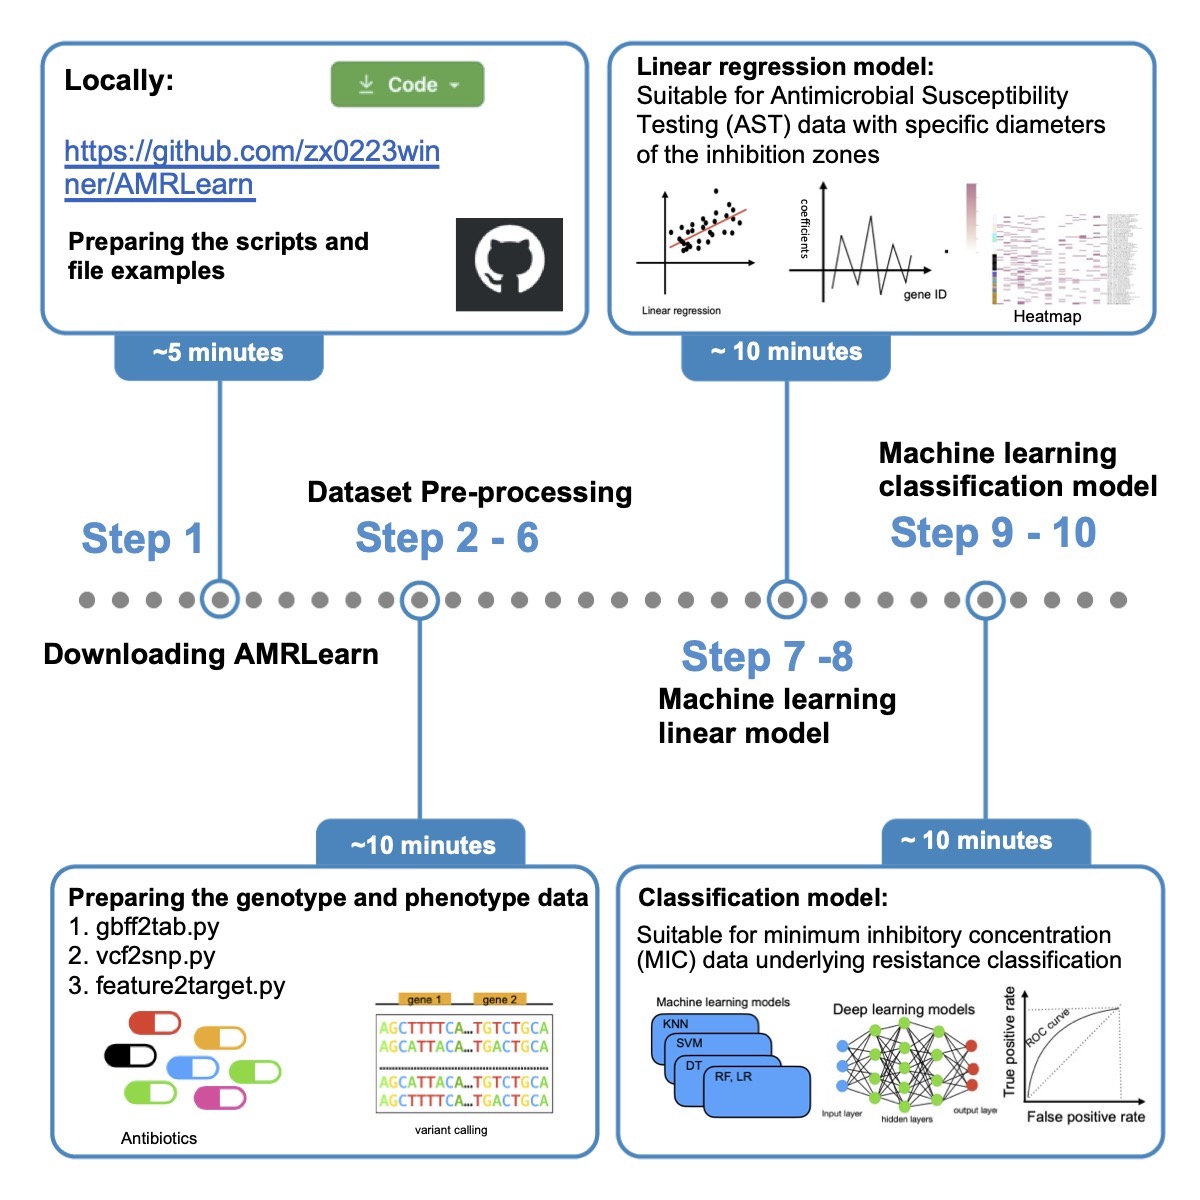 Locally:
Code
https://github.com/zx0223win
ner/AMRLearn
Preparing the scripts and
file examples
~5 minutes
Linear regression model:
Suitable for Antimicrobial Susceptibility
Testing (AST) data with specific diameters
of the inhibition zones
Linear regression
coefficients
gene ID
Heatmap
~ 10 minutes
Step 1
Downloading AMRLearn
Dataset Pre-processing
Step 2 - 6
Step 7 -8
Machine learning
linear model
Machine learning
classification model
Step 9 - 10
~10 minutes
Preparing the genotype and phenotype data
1. gbff2tab.py
2. vcf2snp.py
3. feature2target.py
Antibiotics
gene 1
gene 2
AGCTTTTCA...TGTCTGCA
AGCATTACA...TGACTGCA
AGCATTACA...TGTCTGCA
AGCTTTTCA...TGACTGCA
variant calling
~ 10 minutes
Classification model:
Suitable for minimum inhibitory concentration
(MIC) data underlying resistance classification
Machine learning models
KNN
SVM
DT
RF, LR
Deep learning models
Input layer
hidden layers
output laye
True positive rate
ROC curve
False positive rate